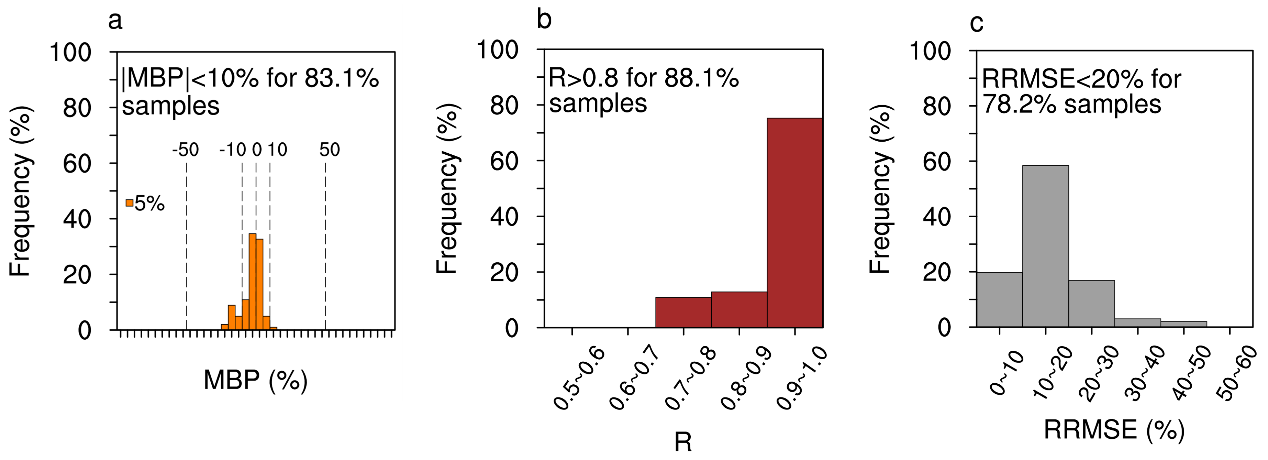 a
|MBP|<10% for 83.1%
samples
-50 -10 0 10 50
5%
100
80
60
40
20
0
Frequency (%)
MBP (%)
b
R>0.8 for 88.1%
samples
100
80
60
40
20
0
Frequency (%)
0.5~0.6
0.6~0.7
0.7~0.8
0.8~0.9
0.9~1.0
R
c
RRMSE<20% for
78.2% samples
100
80
60
40
20
0
Frequency (%)
0~10
10~20
20~30
30~40
40~50
50~60
RRMSE (%)